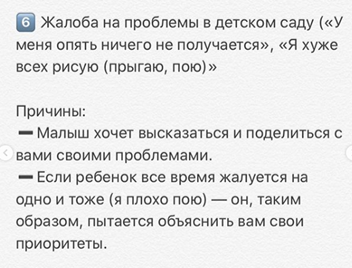 6 Жалоба на проблемы в детском саду («У
меня опять ничего не получается», «Я хуже
всех рисую (прыгаю, пою)»
Причины:
➖Малыш хочет высказаться и поделиться с
вами своими проблемами.
➖Если ребенок все время жалуется на
одно и тоже (я плохо пою) — он, таким
образом, пытается объяснить вам свои
приоритеты.